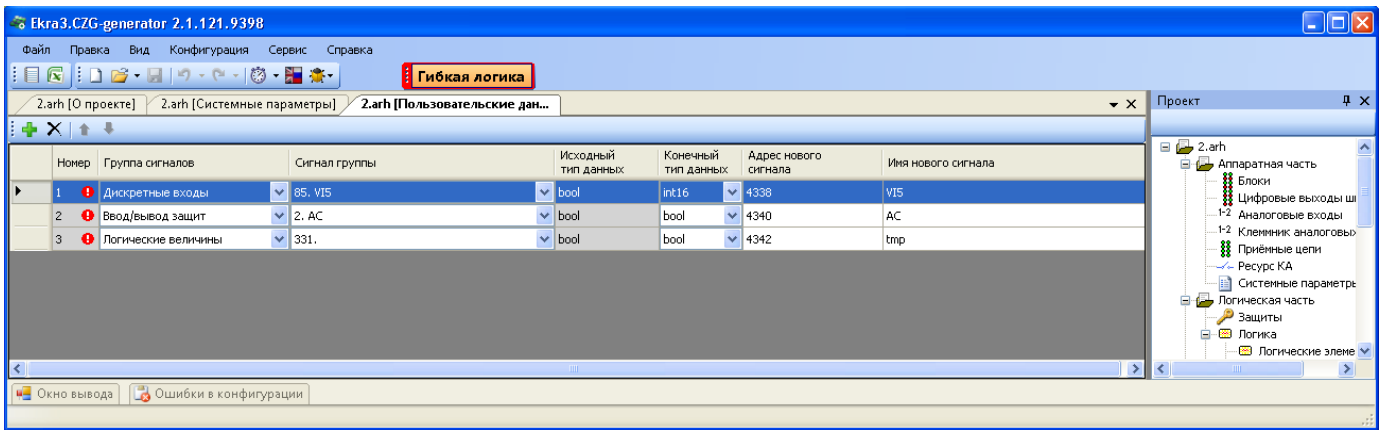 Ekra3.CZG-generator 2.1.121.9398
Файл Правка Вид Конфигурация Сервис Справка
Гибкая логика
2.arh [О проекте] 2.arh [Системные параметры] 2.arh [Пользовательские дан...
Проект
Номер Группа сигналов Сигнал группы Исходный тип данных Конечный тип данных Адрес нового сигнала Имя нового сигнала
1 Дискретные входы 85. VI5 bool int16 4338 VI5
2 Ввод/вывод защит 2. AC bool bool 4340 AC
3 Логические величины 331. bool bool 4342 tmp
2.arh
Аппаратная часть
Блоки
Цифровые выходы ш
1-2 Аналоговые входы
1-2 Клеммник аналоговы
Приёмные цепи
Ресурс КА
Системные параметры
Логическая часть
Защиты
Логика
Логические элеме
Окно вывода Ошибки в конфигурации